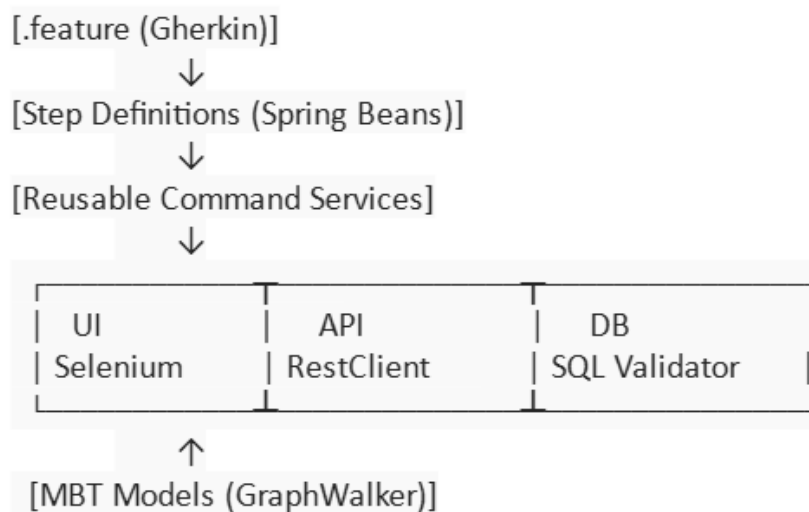 [.feature (Gherkin)]
↓
[Step Definitions (Spring Beans)]
↓
[Reusable Command Services]
↓
┌───────────┬───────────┬───────────
│ UI │ API │ DB
│ Selenium │ RestClient │ SQL Validator │
└───────────┴───────────┴───────────
↑
[MBT Models (GraphWalker)]